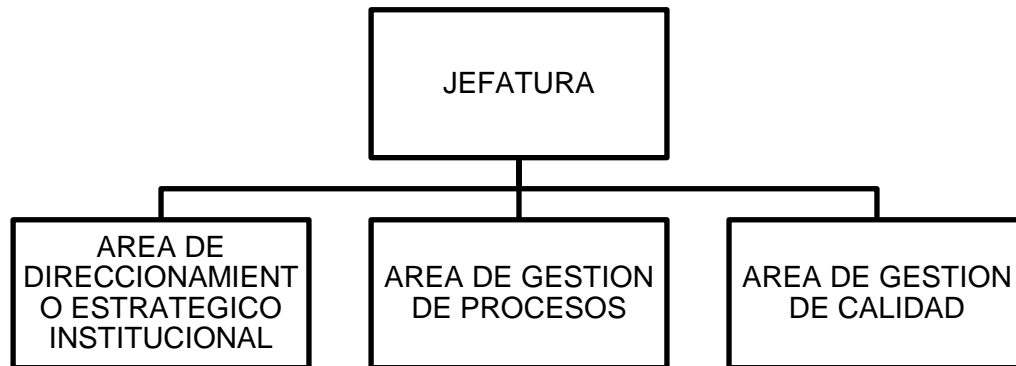 JEFATURA
AREA DE
DIRECCIONAMIENT
O ESTRATEGICO
INSTITUCIONAL
AREA DE GESTION
DE PROCESOS
AREA DE GESTION
DE CALIDAD